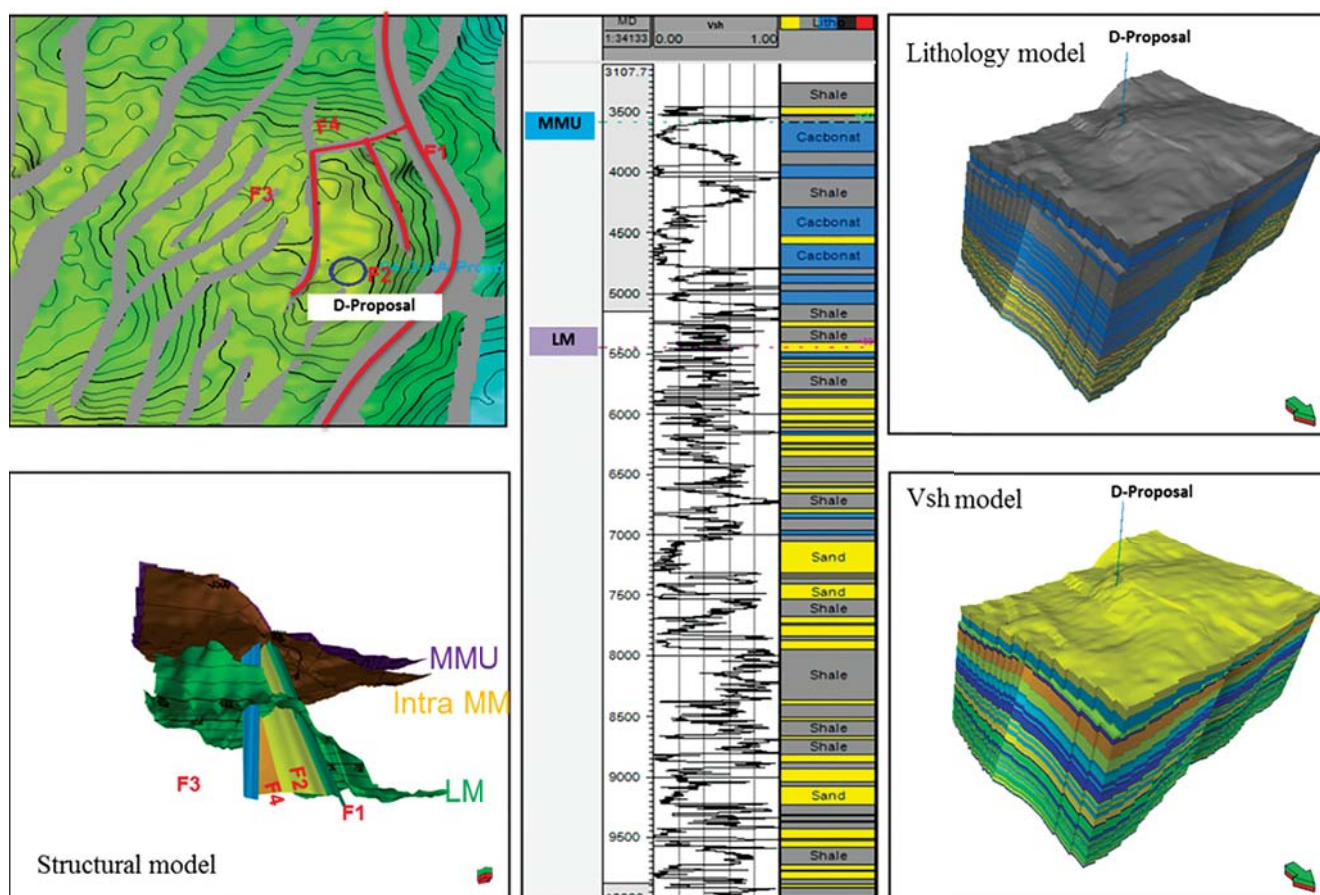 F4
F1
F3
F2
D-Proposal
MMU
Intra MM
F3
F4
F2
LM
F1
Structural model
MD
1:34133
Vsh
0.00 1.00
Litho
3107.7
3500
4000
4500
5000
5500
6000
6500
7000
7500
8000
8500
9000
9500
MMU
LM
Shale
Cacbonat
Shale
Cacbonat
Cacbonat
Shale
Shale
Shale
Shale
Sand
Sand
Shale
Shale
Shale
Shale
Sand
Shale
D-Proposal
Lithology model
D-Proposal
Vsh model